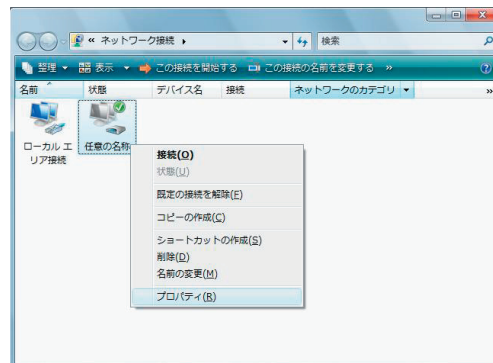 « ネットワーク接続 ▸
検索
整理 ▼ 表示 ▼ この接続を開始する この接続の名前を変更する »
名前 状態 デバイス名 接続 ネットワークのカテゴリ ▼ »
ローカル エ
リア接続
任意の名称
接続(O)
状態(U)
既定の接続を解除(F)
コピーの作成(C)
ショートカットの作成(S)
削除(D)
名前の変更(M)
プロパティ(R)